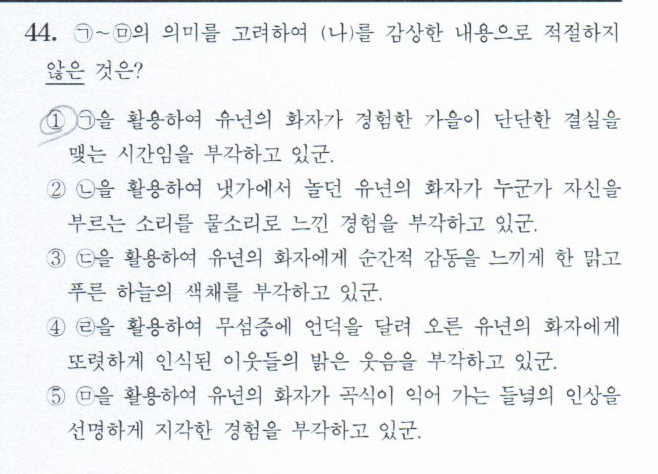 44. ㉠~㉤의 의미를 고려하여 (나)를 감상한 내용으로 적절하지
않은 것은?
① ㉠을 활용하여 유년의 화자가 경험한 가을이 단단한 결실을
맺는 시간임을 부각하고 있군.
② ㉡을 활용하여 냇가에서 놀던 유년의 화자가 누군가 자신을
부르는 소리를 물소리로 느낀 경험을 부각하고 있군.
③ ㉢을 활용하여 유년의 화자에게 순간적 감동을 느끼게 한 맑고
푸른 하늘의 색채를 부각하고 있군.
④ ㉣을 활용하여 무섬증에 언덕을 달려 오른 유년의 화자에게
또렷하게 인식된 이웃들의 밝은 웃음을 부각하고 있군.
⑤ ㉤을 활용하여 유년의 화자가 곡식이 익어 가는 들녘의 인상을
선명하게 지각한 경험을 부각하고 있군.